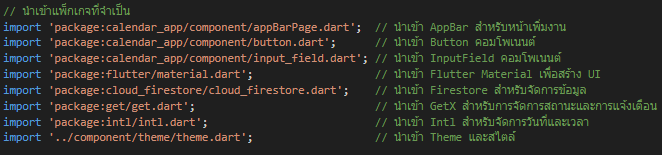 // นำเข้าแพ็กเกจที่จำเป็น
import 'package:calendar_app/component/appBarPage.dart'; // นำเข้า AppBar สำหรับหน้าเพิ่มงาน
import 'package:calendar_app/component/button.dart'; // นำเข้า Button คอมโพเนนต์
import 'package:calendar_app/component/input_field.dart'; // นำเข้า InputField คอมโพเนนต์
import 'package:flutter/material.dart'; // นำเข้า Flutter Material เพื่อสร้าง UI
import 'package:cloud_firestore/cloud_firestore.dart'; // นำเข้า Firestore สำหรับจัดการข้อมูล
import 'package:get/get.dart'; // นำเข้า GetX สำหรับการจัดการสถานะและการแจ้งเตือน
import 'package:intl/intl.dart'; // นำเข้า Intl สำหรับจัดการวันที่และเวลา
import '../component/theme/theme.dart'; // นำเข้า Theme และสไตล์